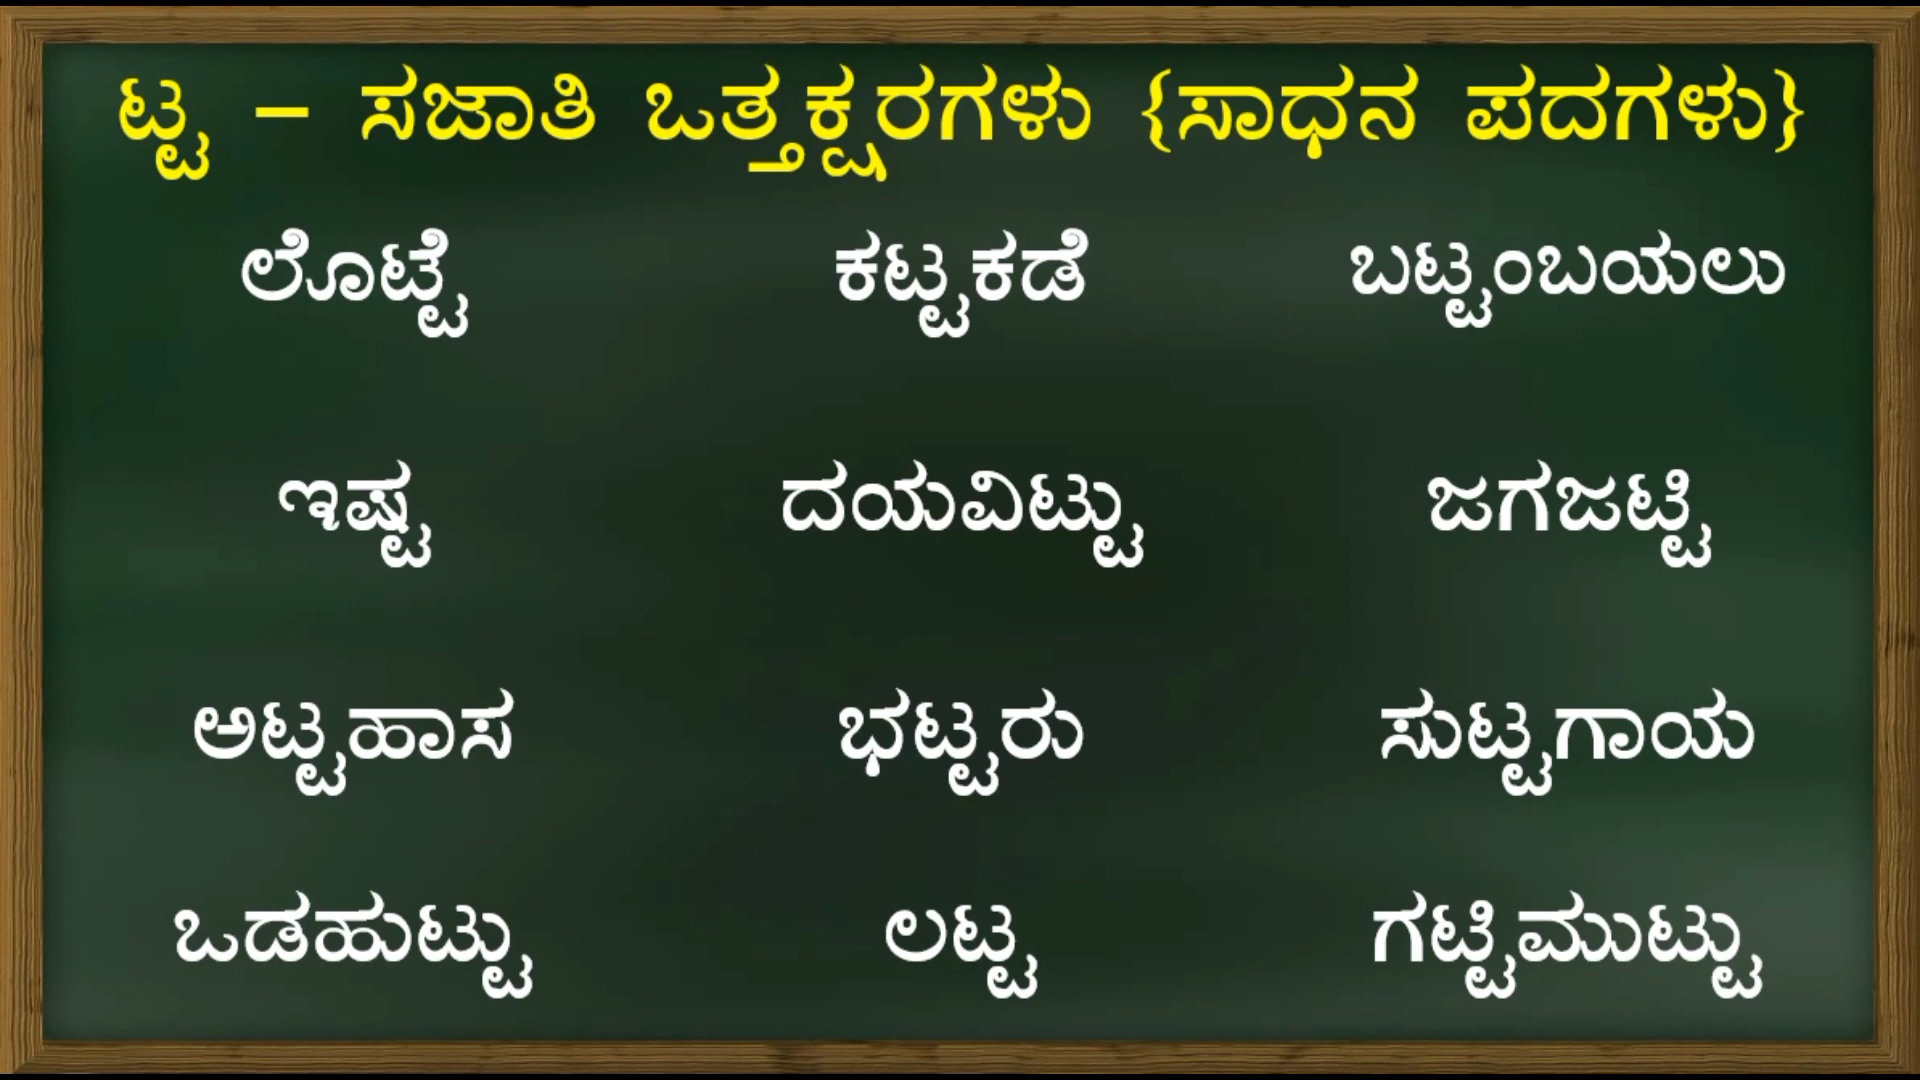 ಟ್ಟ – ಸಜಾತಿ ಒತ್ತಕ್ಷರಗಳು {ಸಾಧನ ಪದಗಳು}
ಲೊಟ್ಟೆ ಕಟ್ಟಕಡೆ ಬಟ್ಟಂಬಯಲು
ಇಷ್ಟ ದಯವಿಟ್ಟು ಜಗಜಟ್ಟಿ
ಅಟ್ಟಹಾಸ ಭಟ್ಟರು ಸುಟ್ಟಗಾಯ
ಒಡಹುಟ್ಟು ಲಟ್ಟ ಗಟ್ಟಿಮುಟ್ಟು